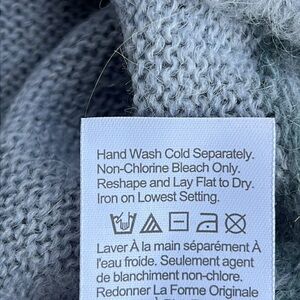 Hand Wash Cold Separately.
Non-Chlorine Bleach Only.
Reshape and Lay Flat to Dry.
Iron on Lowest Setting.
Laver À la main séparément À
l'eau froide. Seulement agent
de blanchiment non-chlore.
Redonner La Forme Originale